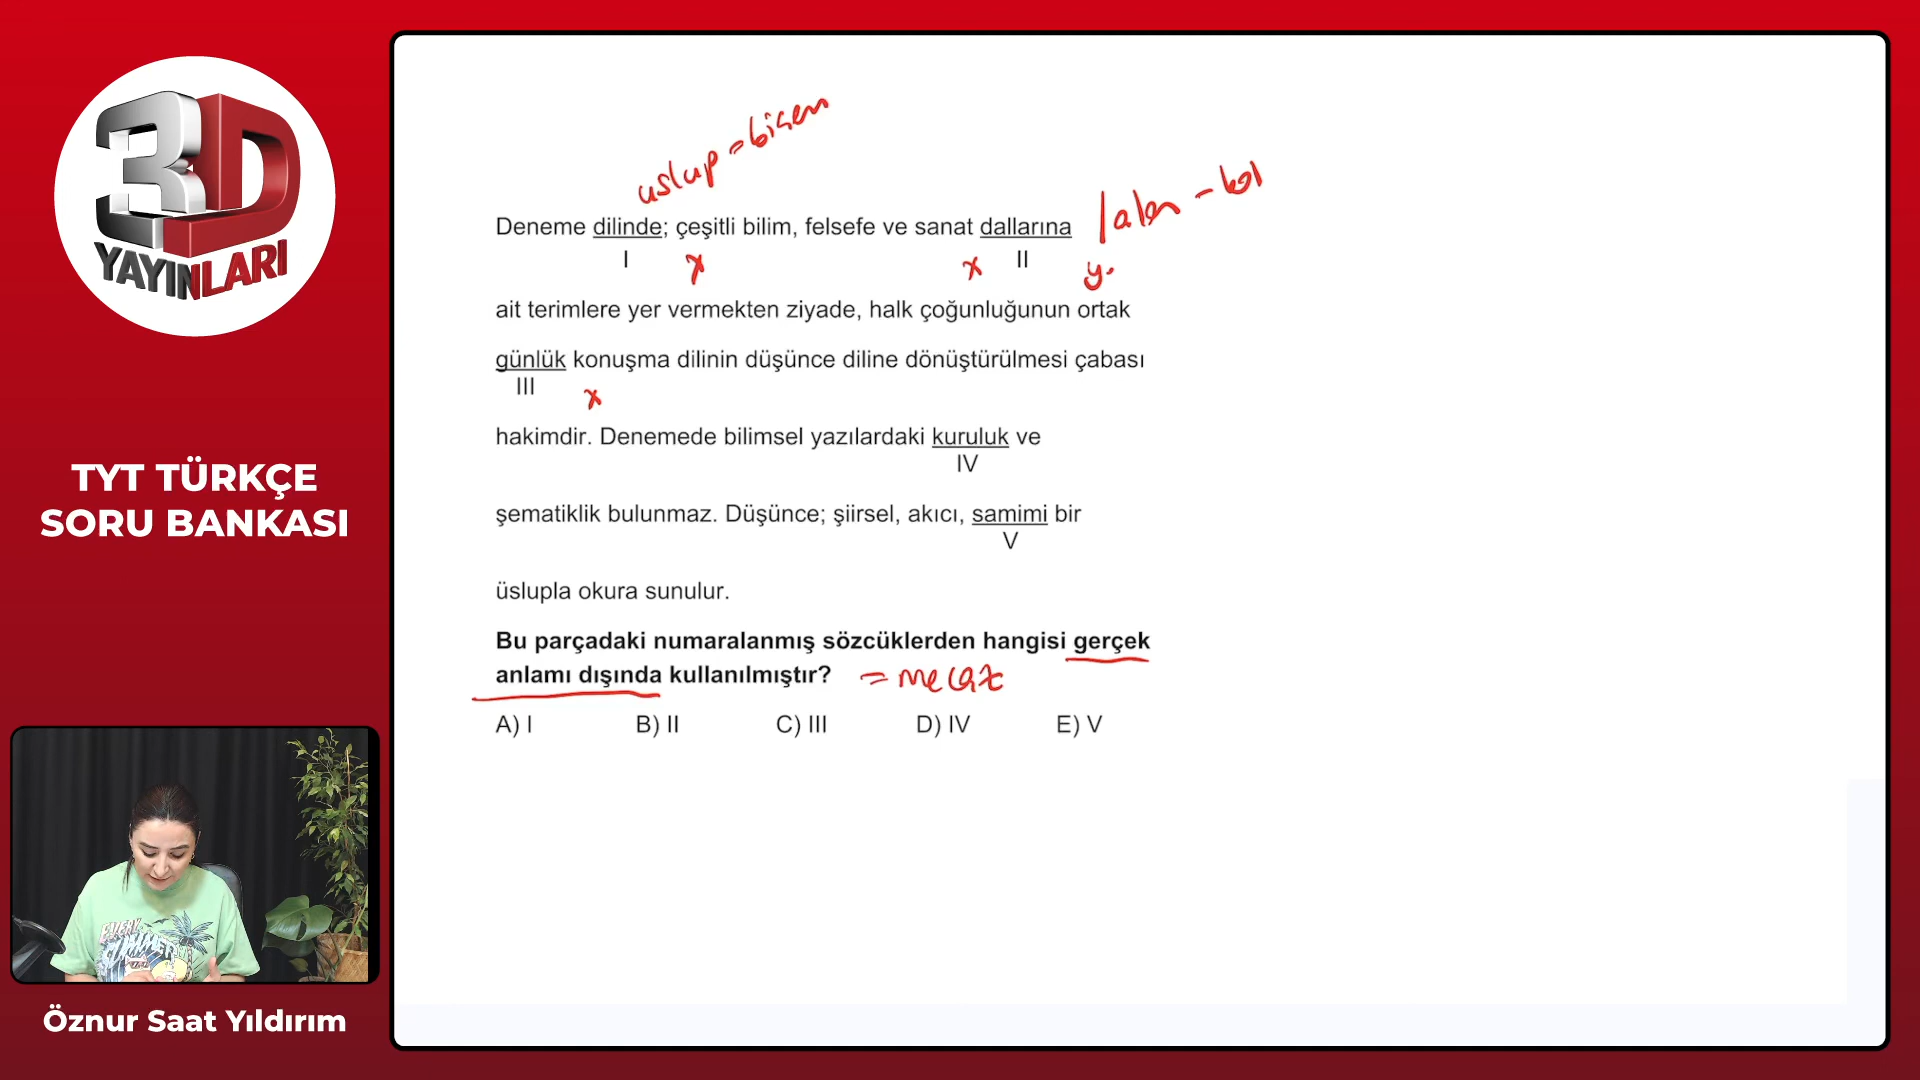 3D
YAYINLARI
TYT TÜRKÇE
SORU BANKASI
Öznur Saat Yıldırım
uslup = biçem
Deneme dilinde; çeşitli bilim, felsefe ve sanat dallarına
I x x II y.
/alan - kol
ait terimlere yer vermekten ziyade, halk çoğunluğunun ortak
günlük konuşma dilinin düşünce diline dönüştürülmesi çabası
III x
hakimdir. Denemede bilimsel yazılardaki kuruluk ve
IV
şematiklik bulunmaz. Düşünce; şiirsel, akıcı, samimi bir
V
üslupla okura sunulur.
Bu parçadaki numaralanmış sözcüklerden hangisi gerçek
anlamı dışında kullanılmıştır? = mecaz
A) I B) II C) III D) IV E) V